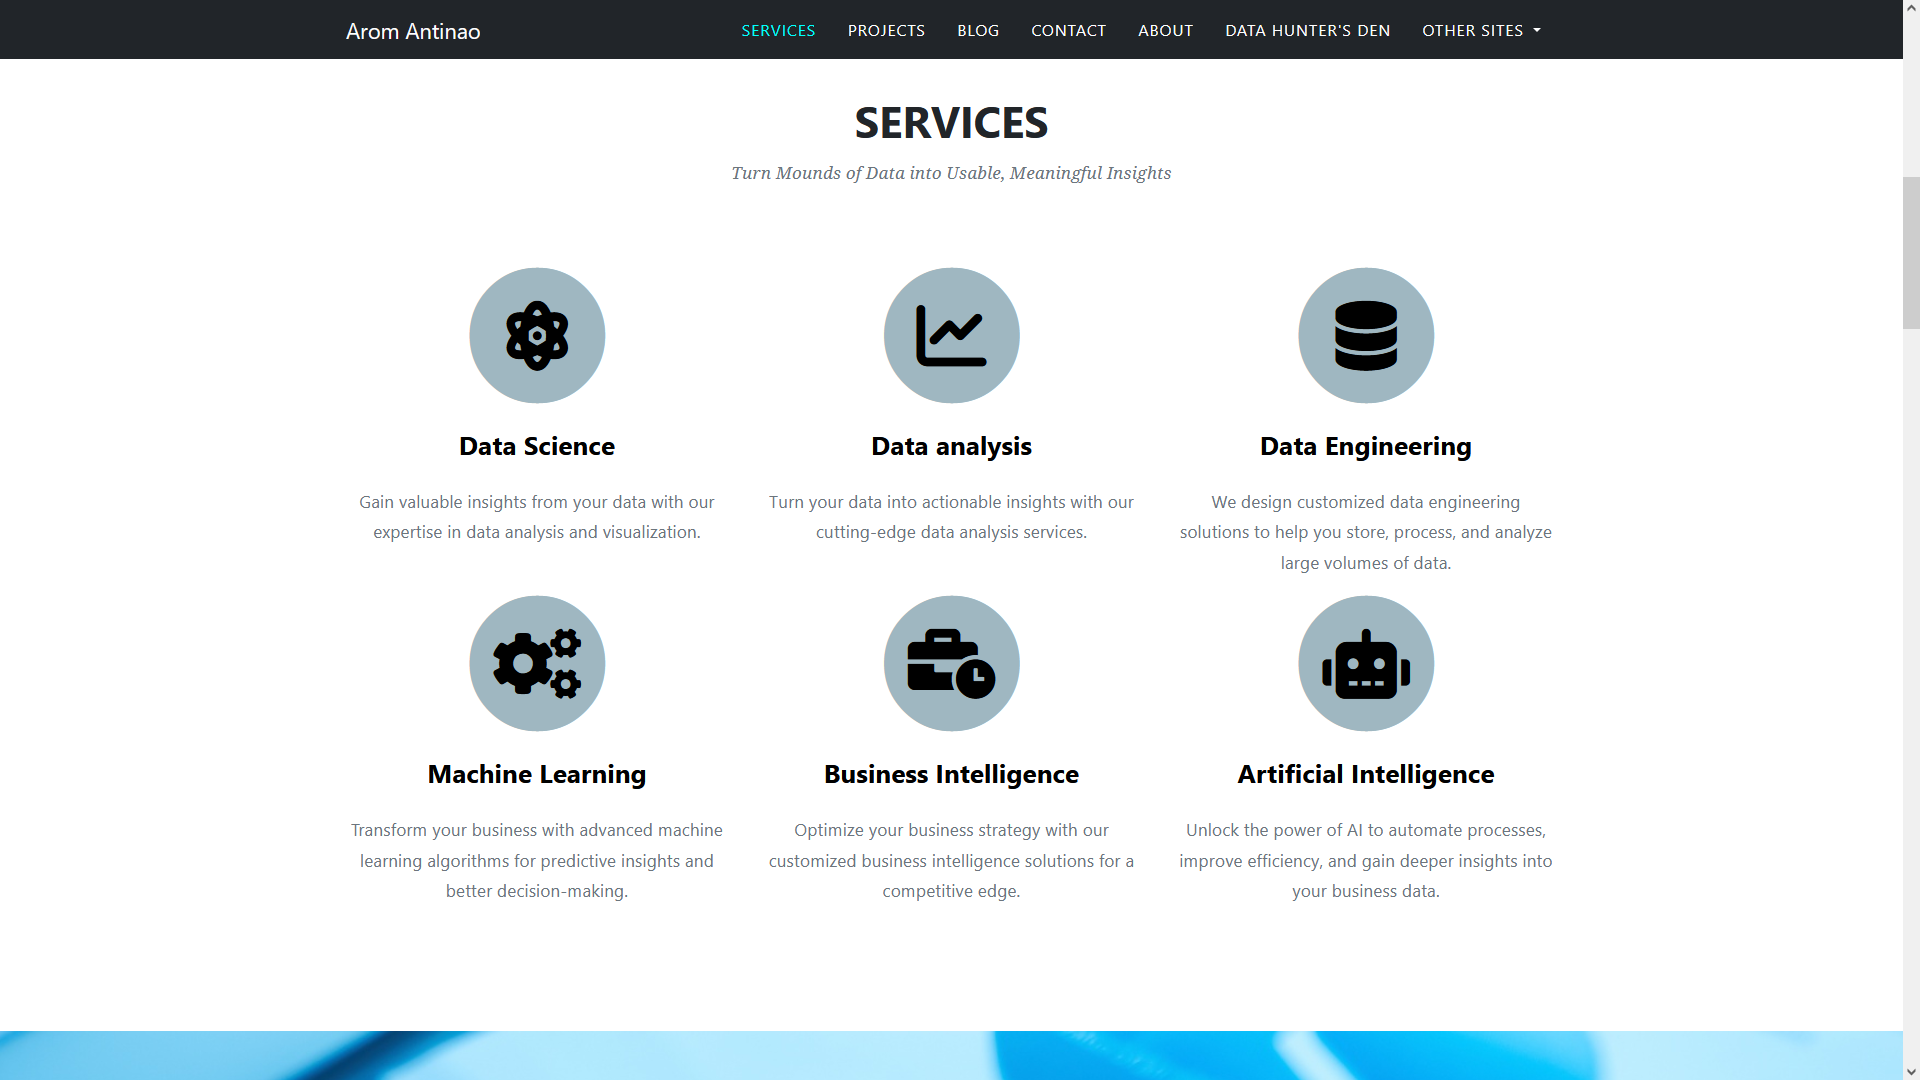 Arom Antinao
SERVICES
PROJECTS
BLOG
CONTACT
ABOUT
DATA HUNTER'S DEN
OTHER SITES
SERVICES
Turn Mounds of Data into Usable, Meaningful Insights
Data Science
Gain valuable insights from your data with our
expertise in data analysis and visualization.
Data analysis
Turn your data into actionable insights with our
cutting-edge data analysis services.
Data Engineering
We design customized data engineering
solutions to help you store, process, and analyze
large volumes of data.
Machine Learning
Transform your business with advanced machine
learning algorithms for predictive insights and
better decision-making.
Business Intelligence
Optimize your business strategy with our
customized business intelligence solutions for a
competitive edge.
Artificial Intelligence
Unlock the power of AI to automate processes,
improve efficiency, and gain deeper insights into
your business data.